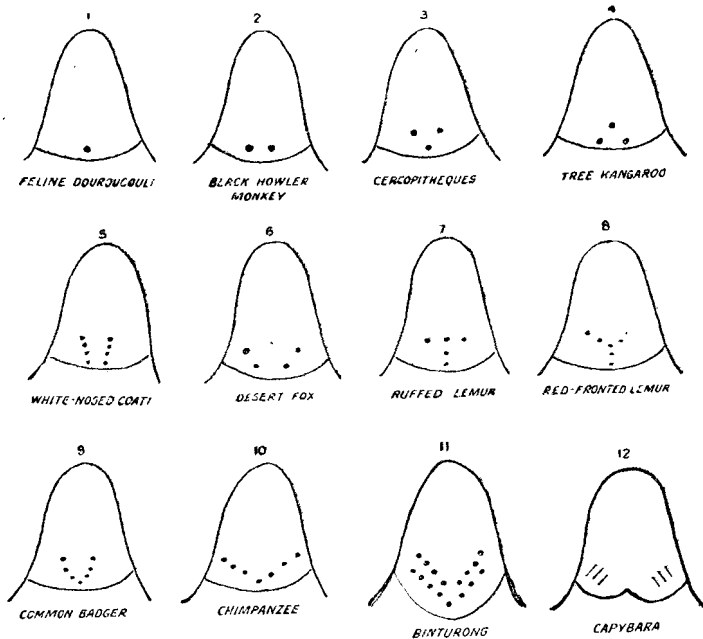 1
2
3
4
FELINE DOUROUCOULI
BLACK HOWLER
MONKEY
CERCOPITHEQUES
TREE KANGAROO
5
6
7
8
WHITE-NOSED COATI
DESERT FOX
RUFFED LEMUR
RED-FRONTED LEMUR
9
10
11
12
COMMON BADGER
CHIMPANZEE
BINTURONG
CAPYBARA